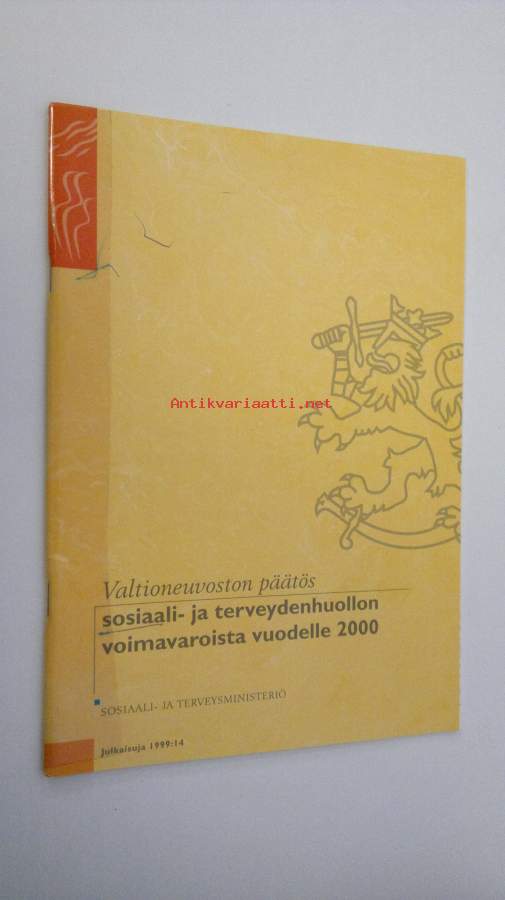 Antikvariaatti.net
Valtioneuvoston päätös
sosiaali- ja terveydenhuollon
voimavaroista vuodelle 2000
SOSIAALI- JA TERVEYSMINISTERIÖ
Julkaisuja 1999:14